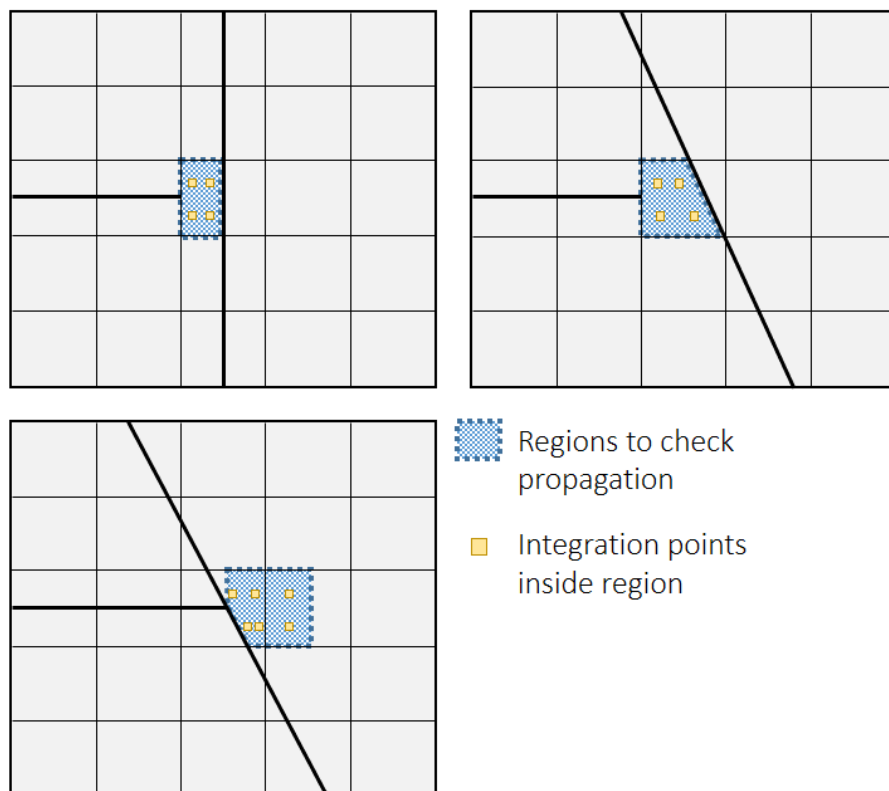 Regions to check
propagation
Integration points
inside region